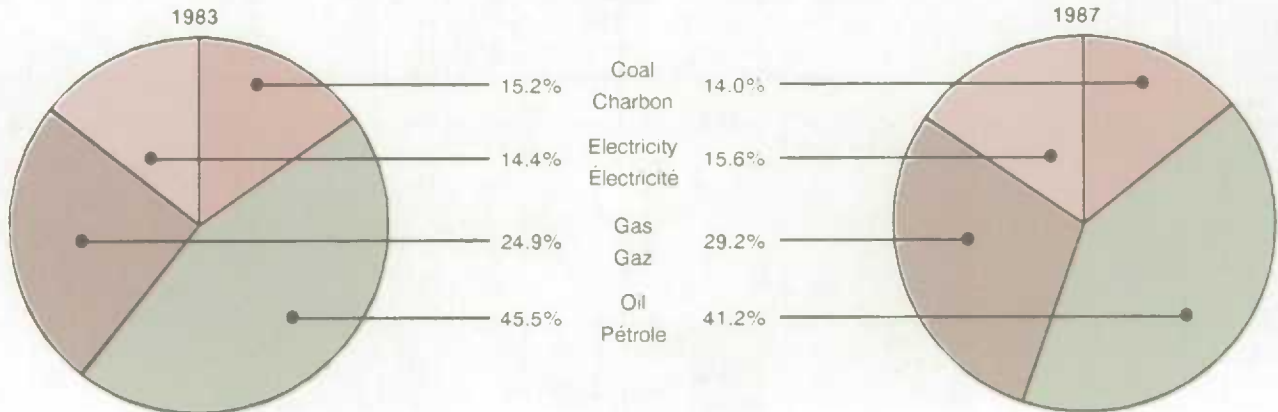 1983
1987
15.2% Coal Charbon 14.0%
14.4% Electricity Électricité 15.6%
24.9% Gas Gaz 29.2%
45.5% Oil Pétrole 41.2%